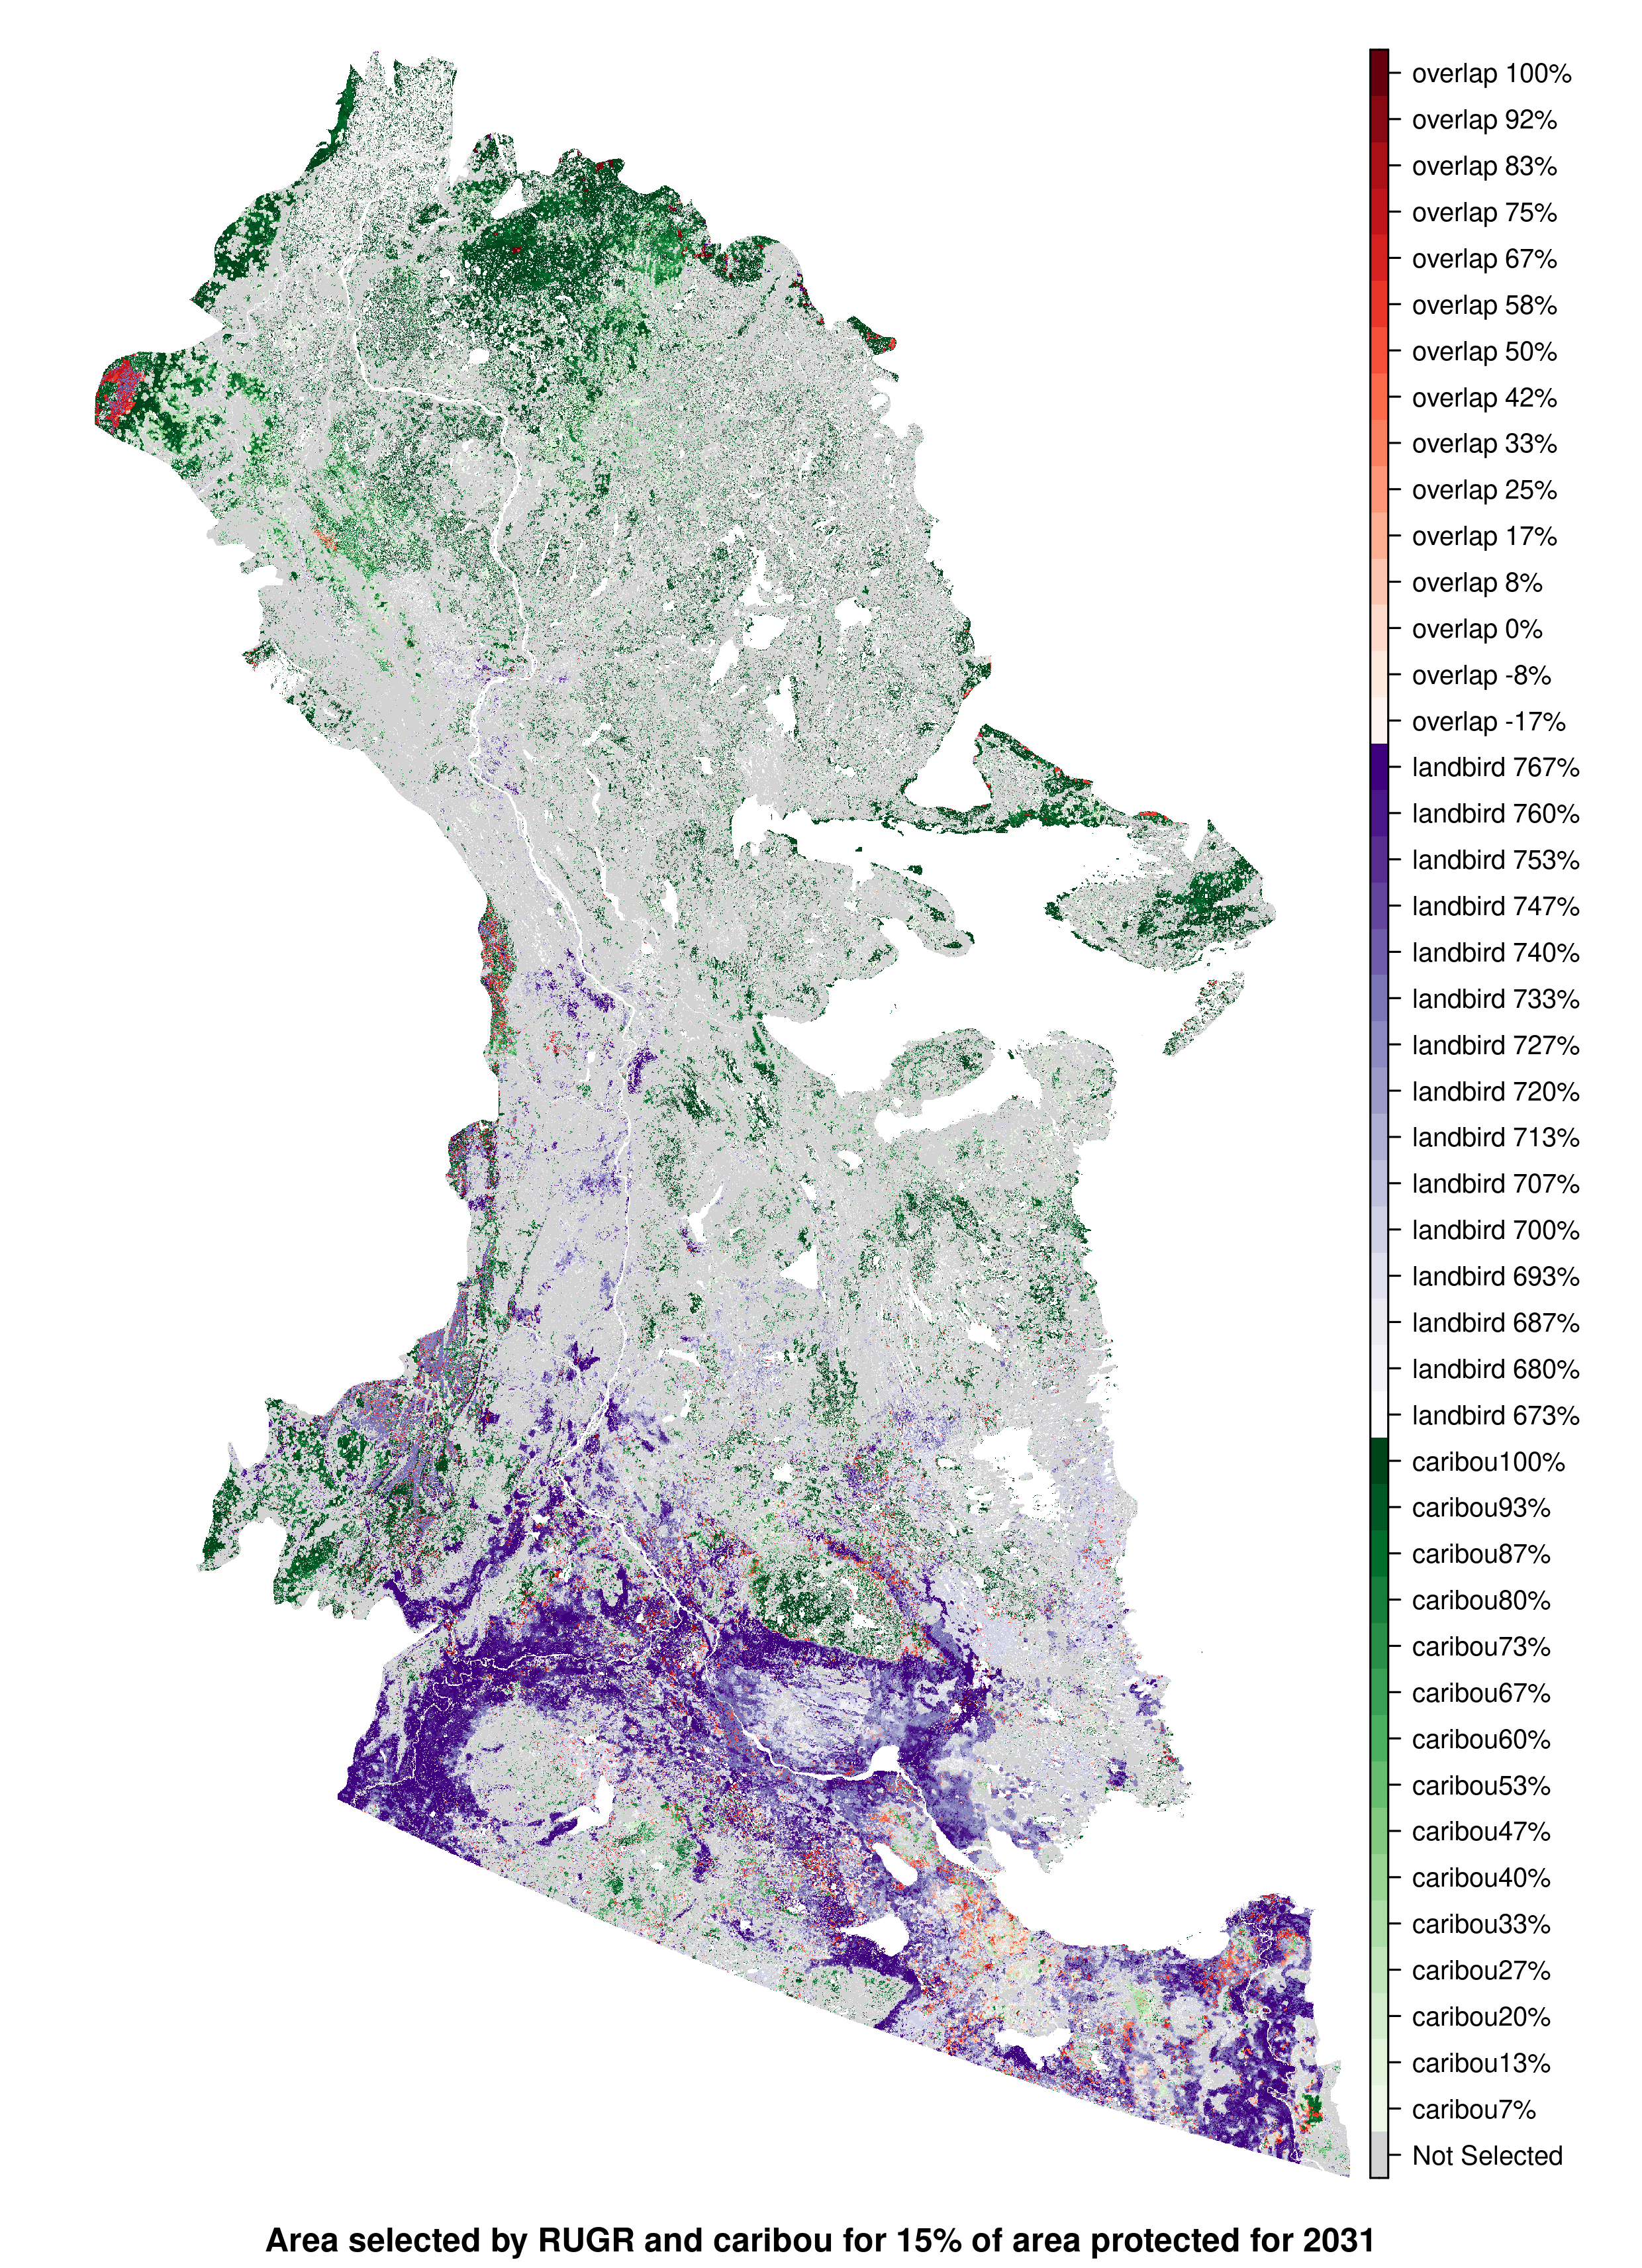 overlap 100%
overlap 92%
overlap 83%
overlap 75%
overlap 67%
overlap 58%
overlap 50%
overlap 42%
overlap 33%
overlap 25%
overlap 17%
overlap 8%
overlap 0%
overlap -8%
overlap -17%
landbird 767%
landbird 760%
landbird 753%
landbird 747%
landbird 740%
landbird 733%
landbird 727%
landbird 720%
landbird 713%
landbird 707%
landbird 700%
landbird 693%
landbird 687%
landbird 680%
landbird 673%
caribou100%
caribou93%
caribou87%
caribou80%
caribou73%
caribou67%
caribou60%
caribou53%
caribou47%
caribou40%
caribou33%
caribou27%
caribou20%
caribou13%
caribou7%
Not Selected
Area selected by RUGR and caribou for 15% of area protected for 2031